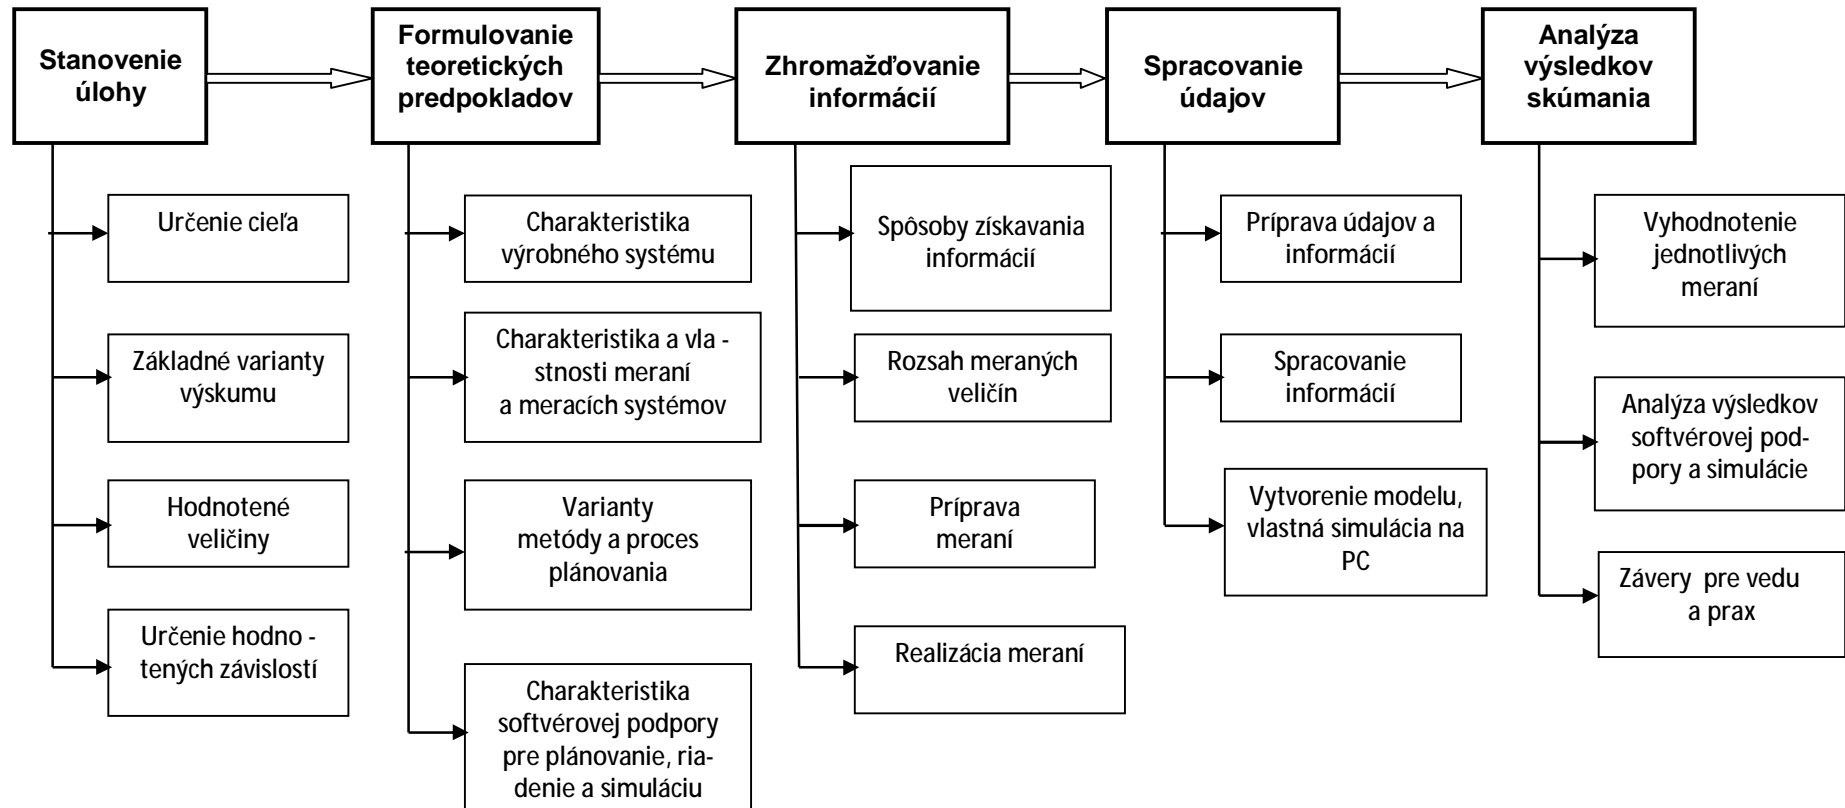 Stanovenie
úlohy
Formulovanie
teoretických
predpokladov
Zhromažďovanie
informácií
Spracovanie
údajov
Analýza
výsledkov
skúmania
Určenie cieľa
Základné varianty
výskumu
Hodnotené
veličiny
Určenie hodno -
tených závislostí
Charakteristika
výrobného systému
Charakteristika a vla -
stnosti meraní
a meracích systémov
Varianty
metódy a proces
plánovania
Charakteristika
softvérovej podpory
pre plánovanie, ria-
denie a simuláciu
Spôsoby získavania
informácií
Rozsah meraných
veličín
Príprava
meraní
Realizácia meraní
Príprava údajov a
informácií
Spracovanie
informácií
Vytvorenie modelu,
vlastná simulácia na
PC
Vyhodnotenie
jednotlivých
meraní
Analýza výsledkov
softvérovej pod-
pory a simulácie
Závery pre vedu
a prax